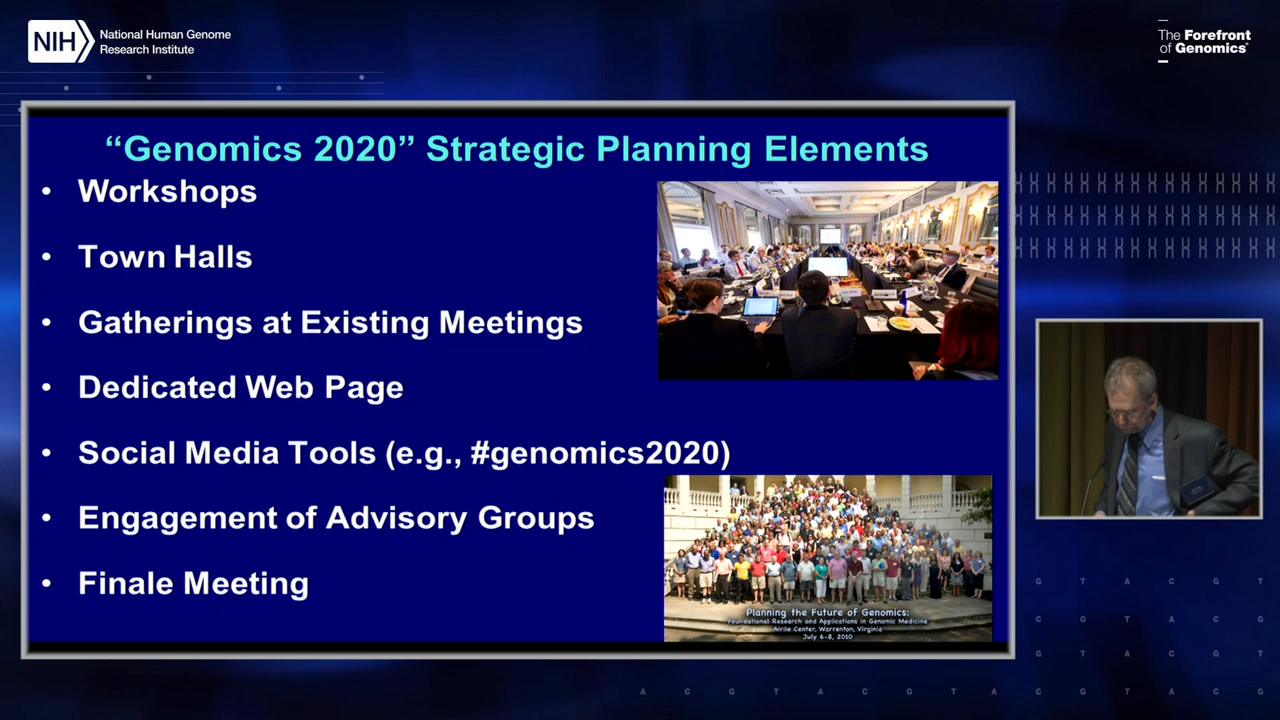 NIH
National Human Genome
Research Institute
The Forefront
of Genomics®
“Genomics 2020” Strategic Planning Elements
• Workshops
• Town Halls
• Gatherings at Existing Meetings
• Dedicated Web Page
• Social Media Tools (e.g., #genomics2020)
• Engagement of Advisory Groups
• Finale Meeting
Planning the Future of Genomics:
Foundational Research and Applications in Genomic Medicine
Airlie Center, Warrenton, Virginia
July 6-8, 2010
G T A C G T
C G T A C G
G T A C G T
A C G T A C G T A C G T A C G